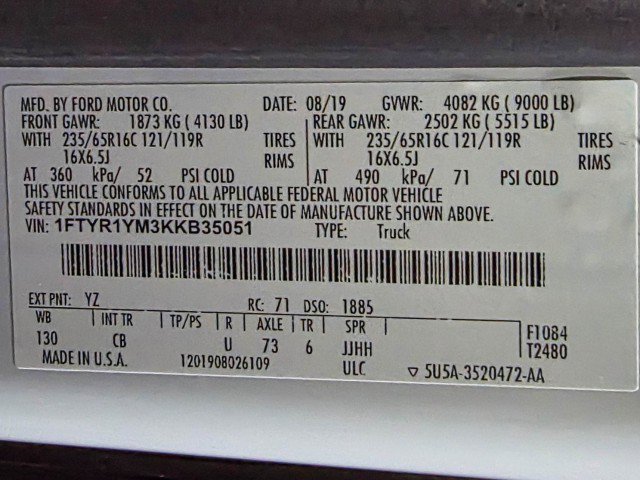 MFD. BY FORD MOTOR CO. DATE: 08/19 GVWR: 4082 KG ( 9000 LB)
FRONT GAWR: 1873 KG ( 4130 LB) REAR GAWR: 2502 KG ( 5515 LB)
WITH 235/65R16C 121/119R TIRES WITH 235/65R16C 121/119R TIRES
16X6.5J RIMS 16X6.5J RIMS
AT 360 kPa/ 52 PSI COLD AT 490 kPa/ 71 PSI COLD
THIS VEHICLE CONFORMS TO ALL APPLICABLE FEDERAL MOTOR VEHICLE
SAFETY STANDARDS IN EFFECT ON THE DATE OF MANUFACTURE SHOWN ABOVE.
VIN: 1FTYR1YM3KKB35051 TYPE: Truck
EXT PNT: YZ RC: 71 DSO: 1885
WB INT TR TP/PS R AXLE TR SPR F1084
130 CB U 73 6 JJHH T2480
MADE IN U.S.A. 1201908026109 ULC ▽ 5U5A-3520472-AA